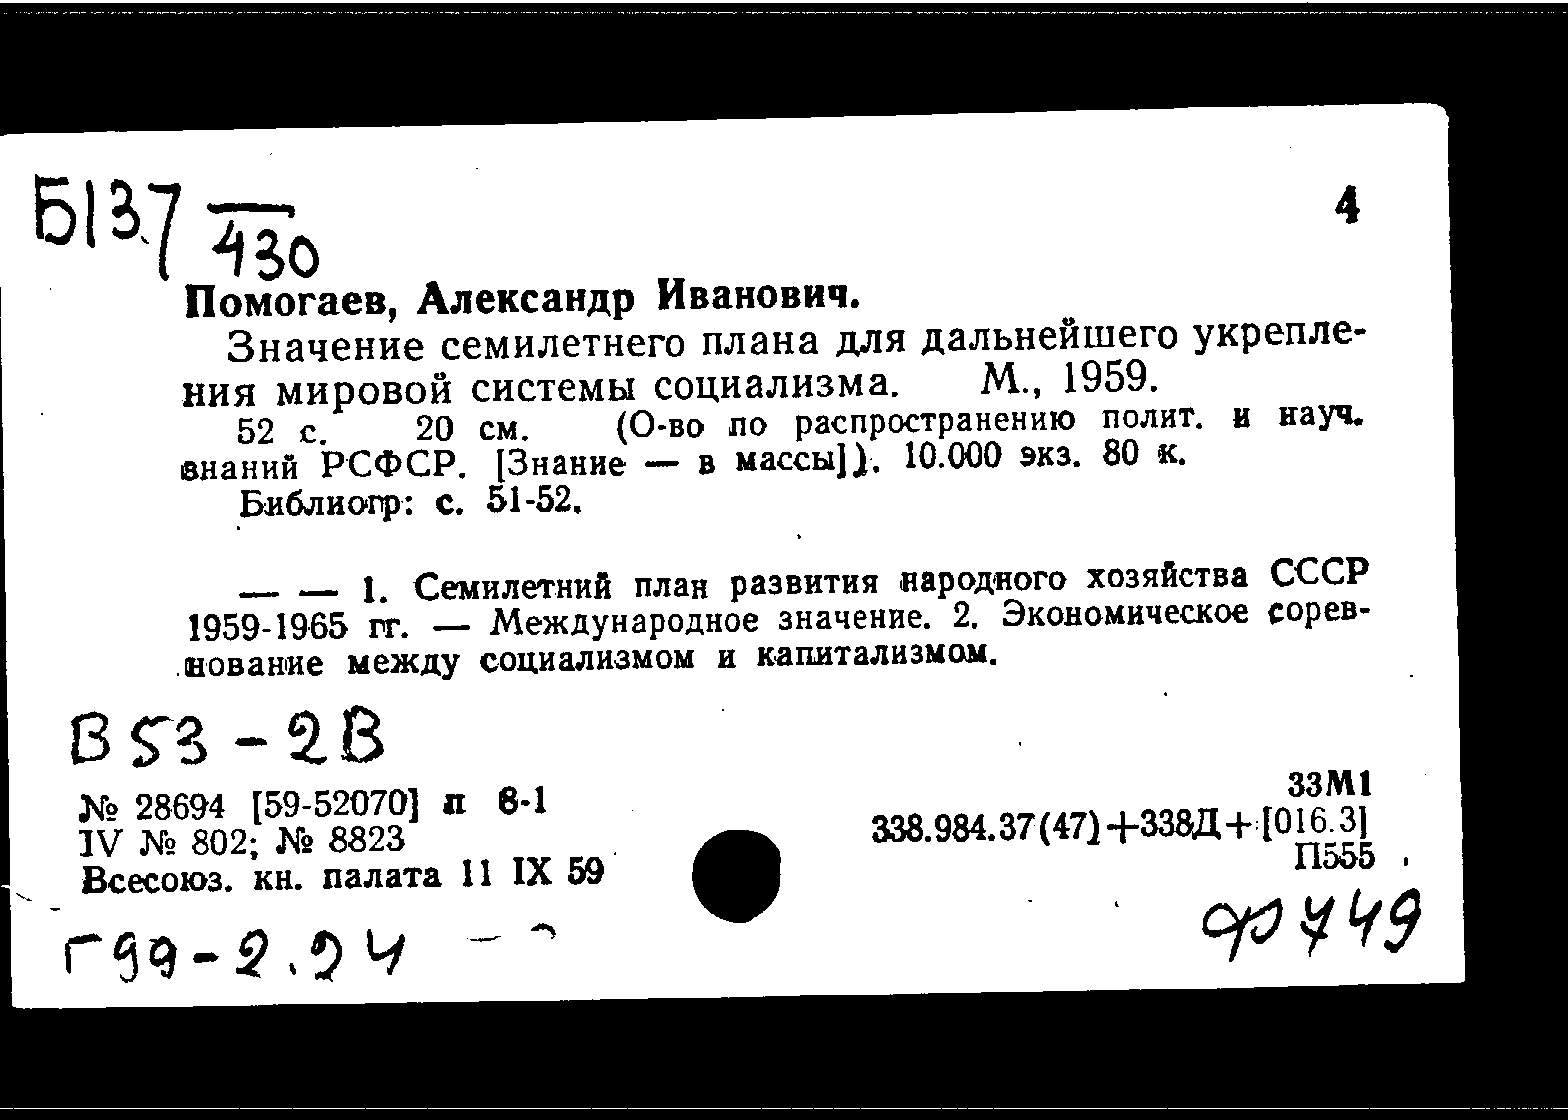 Б13.7
430
4
Помогаев, Александр Иванович.
Значение семилетнего плана для дальнейшего укрепле-
ния мировой системы социализма. М., 1959.
52 с. 20 см. (О-во по распространению полит. и науч.
знаний РСФСР. [Знание — в массы]). 10.000 экз. 80 к.
Библиогр: с. 51-52.
— — 1. Семилетний план развития народного хозяйства СССР
1959-1965 гг. — Международное значение. 2. Экономическое сорев-
нование между социализмом и капитализмом.
В 53 - 2В
№ 28694 [59-52070] п 6-1
33М1
IV № 802; № 8823
338.984.37(47)+338Д+[016.3]
Всесоюз. кн. палата 11 IX 59
П555
Г 99-2.24
ф 749